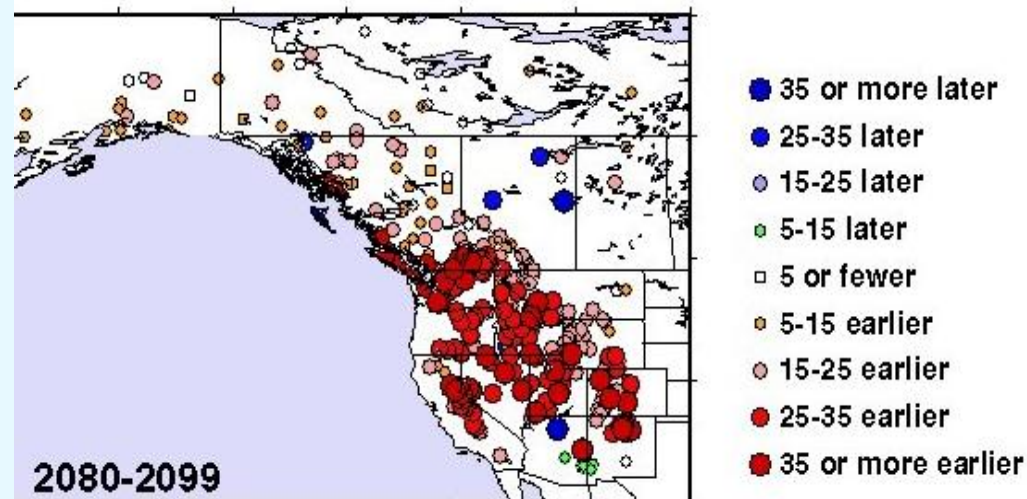 35 or more later
25-35 later
15-25 later
5-15 later
5 or fewer
5-15 earlier
15-25 earlier
25-35 earlier
35 or more earlier
2080-2099